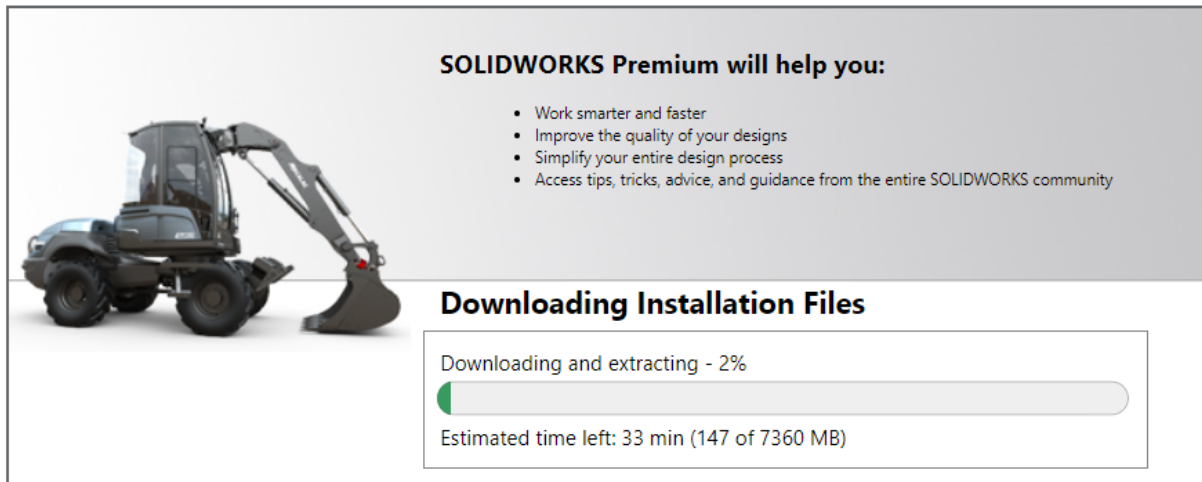 SOLIDWORKS Premium will help you:
• Work smarter and faster
• Improve the quality of your designs
• Simplify your entire design process
• Access tips, tricks, advice, and guidance from the entire SOLIDWORKS community
Downloading Installation Files
Downloading and extracting - 2%
Estimated time left: 33 min (147 of 7360 MB)